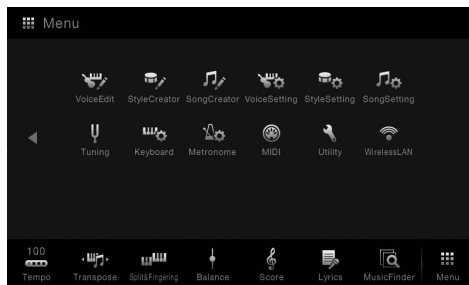 Menu
VoiceEdit StyleCreator SongCreator VoiceSetting StyleSetting SongSetting
Tuning Keyboard Metronome MIDI Utility WirelessLAN
100
Tempo Transpose Split&Fingering Balance Score Lyrics MusicFinder Menu